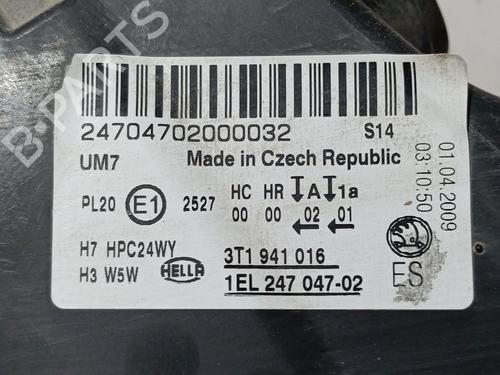 24704702000032 S14
UM7 Made in Czech Republic
PL20 E1 2527 HC HR A 1a
00 00 02 01
H7 HPC24WY 3T1 941 016
H3 W5W HELLA 1EL 247 047-02
ES
01.04.2009
03:10:50
B-PARTS